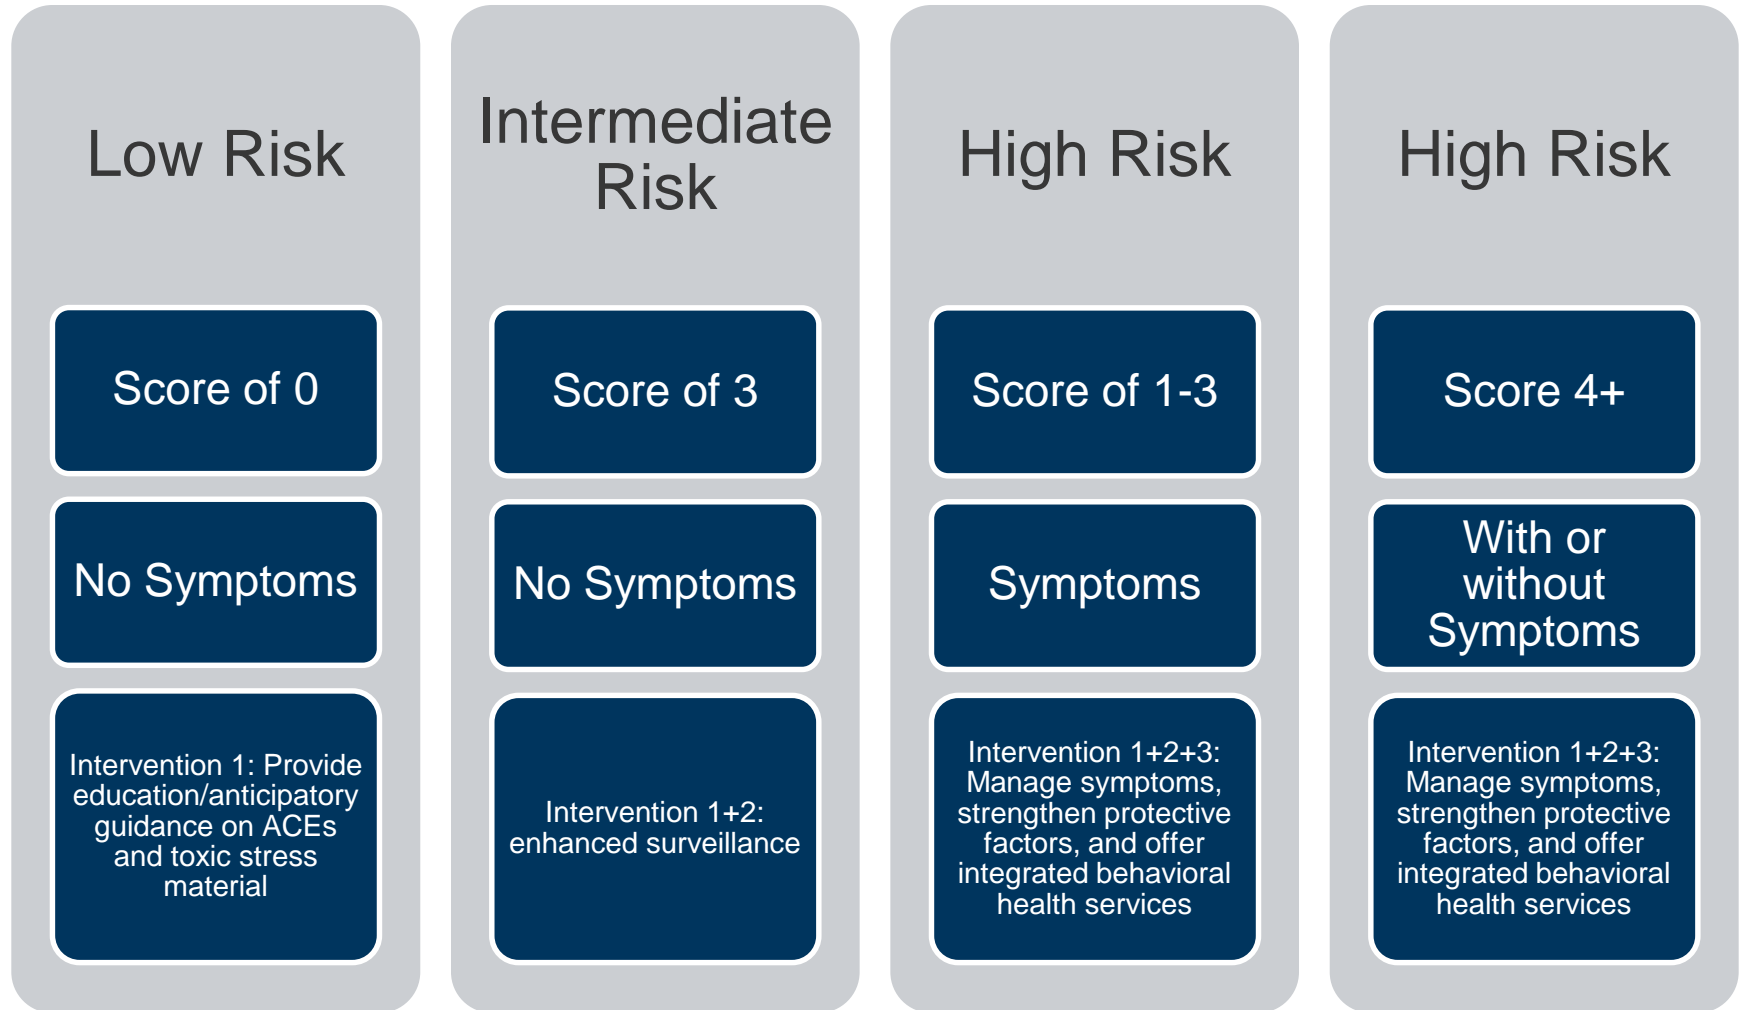 Low Risk
Score of 0
No Symptoms
Intervention 1: Provide
education/anticipatory
guidance on ACEs
and toxic stress
material
Intermediate
Risk
Score of 3
No Symptoms
Intervention 1+2:
enhanced surveillance
High Risk
Score of 1-3
Symptoms
Intervention 1+2+3:
Manage symptoms,
strengthen protective
factors, and offer
integrated behavioral
health services
High Risk
Score 4+
With or
without
Symptoms
Intervention 1+2+3:
Manage symptoms,
strengthen protective
factors, and offer
integrated behavioral
health services